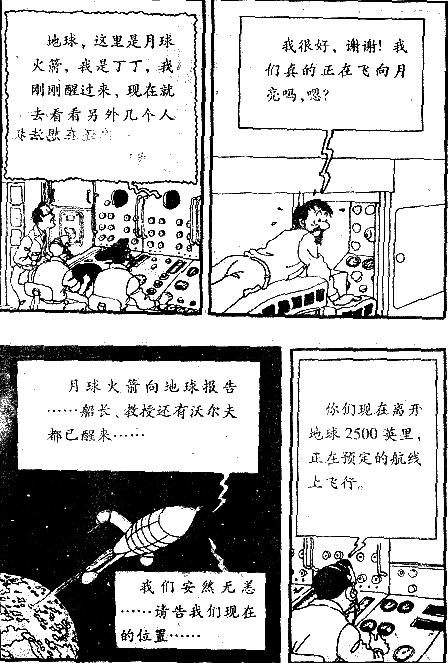 地球，这里是月球
火箭，我是丁丁，我
刚刚醒过来，现在就
去看看另外几个人
我很好，谢谢！我
们真的正在飞向月
亮吗，嗯？
月球火箭向地球报告
……船长、教授还有沃尔夫
都已醒来……
我们安然无恙
……请告我们现在
的位置……
你们现在离开
地球2500英里，
正在预定的航线
上飞行。